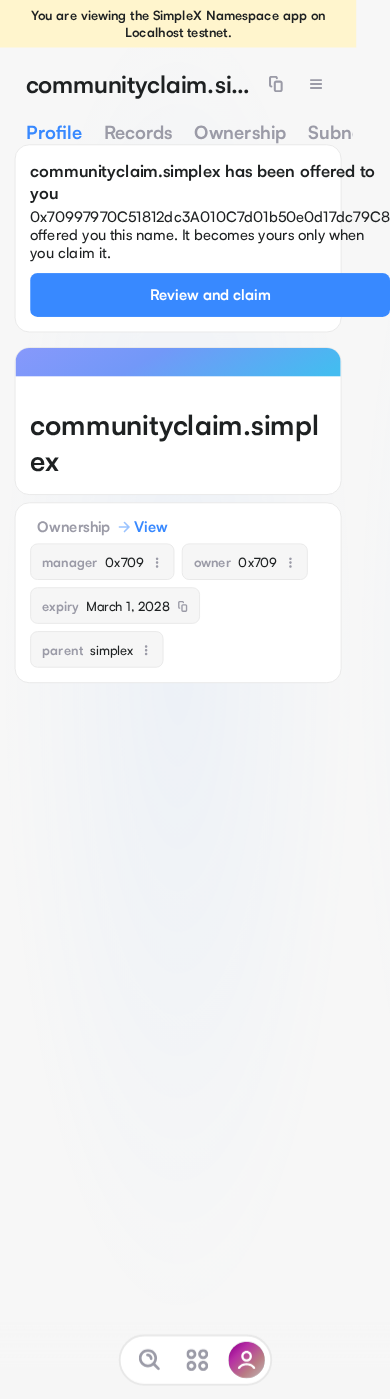 You are viewing the SimpleX Namespace app on
Localhost testnet.
communityclaim.si...
Profile Records Ownership Subn
communityclaim.simplex has been offered to
you
0x70997970C51812dc3A010C7d01b50e0d17dc79C8
offered you this name. It becomes yours only when
you claim it.
Review and claim
communityclaim.simpl
ex
Ownership → View
manager 0x709 owner 0x709
expiry March 1, 2028
parent simplex